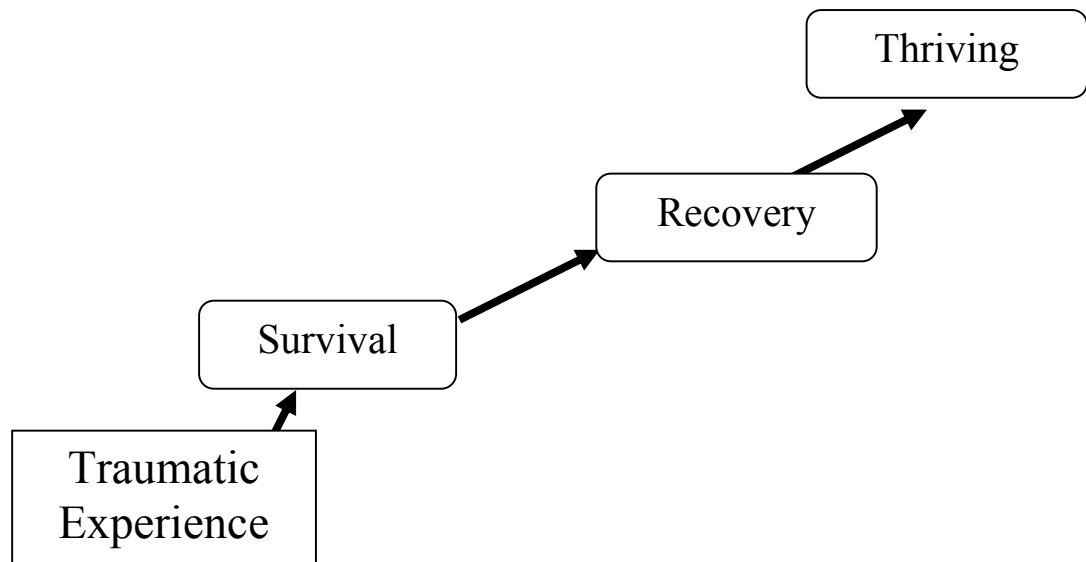 Thriving
Recovery
Survival
Traumatic
Experience